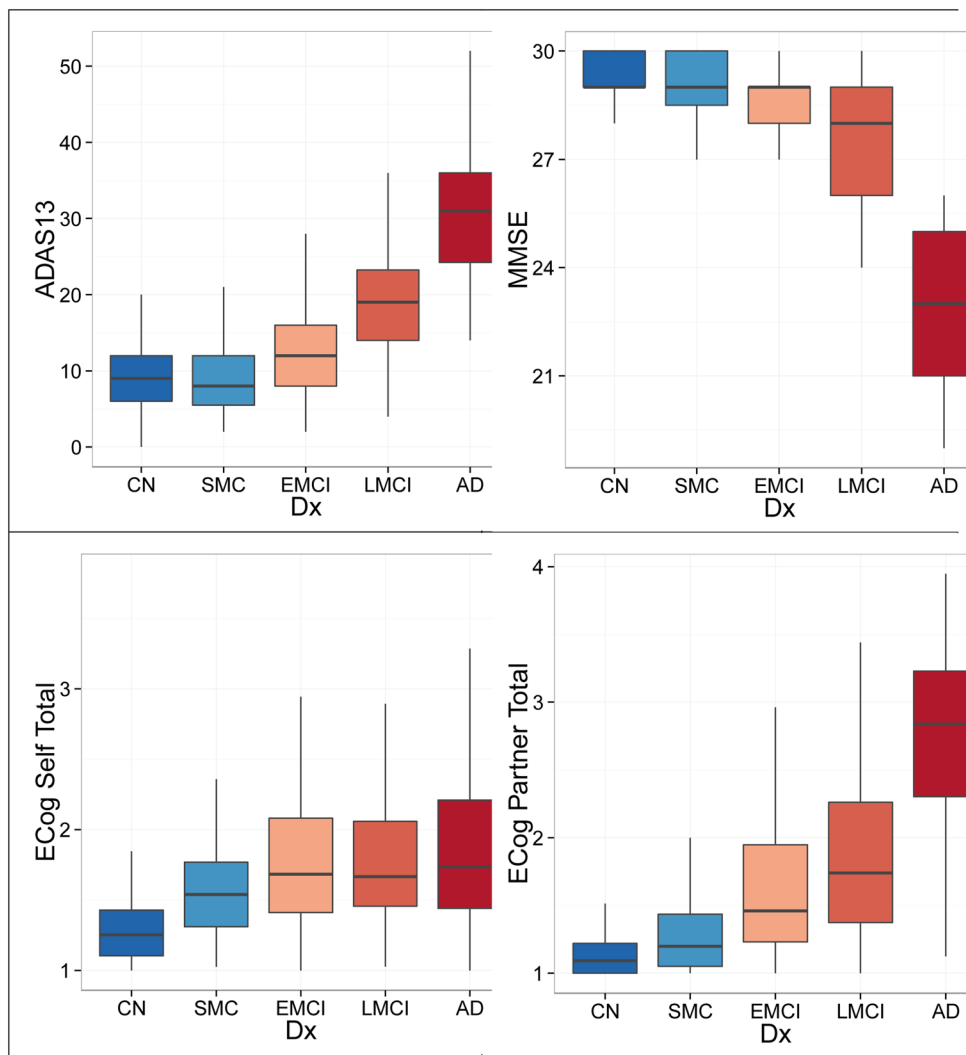 ADAS13
50
40
30
20
10
0
CN SMC EMCI LMCI AD
Dx
MMSE
30
27
24
21
CN SMC EMCI LMCI AD
Dx
ECog Self Total
3
2
1
CN SMC EMCI LMCI AD
Dx
ECog Partner Total
4
3
2
1
CN SMC EMCI LMCI AD
Dx